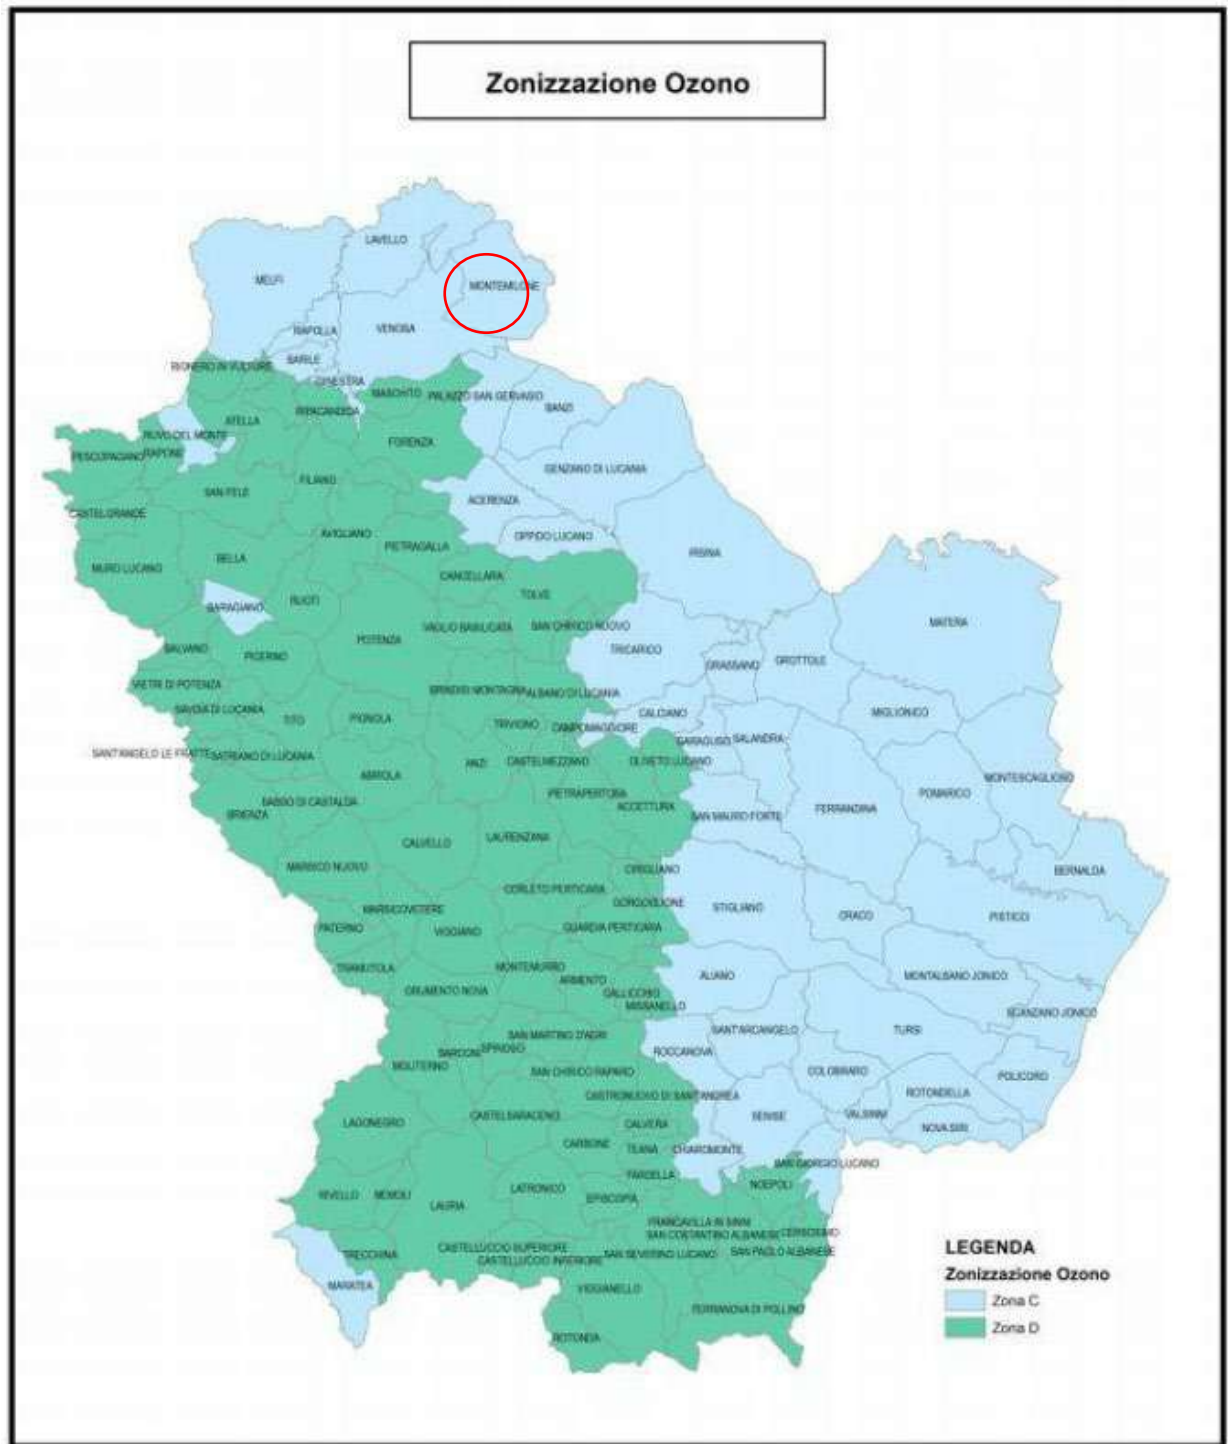 Zonizzazione Ozono
LAVELLO
MELFI
MONTEMILONE
RAPOLLA
VENOSA
BARILE
RIONERO IN VULTURE
GINESTRA
MASCHITO
PALAZZO SAN GERVASIO
BANZI
RIPACANDIDA
ATELLA
RUVO DEL MONTE
FORENZA
PESCOPAGANO
RAPONE
GENZANO DI LUCANIA
FILIANO
SAN FELE
ACERENZA
CASTELGRANDE
AVIGLIANO
OPPIDO LUCANO
PIETRAGALLA
IRSINA
BELLA
MURO LUCANO
CANCELLARA
TOLVE
BARAGIANO
RUOTI
MATERA
VAGLIO BASILICATA
SAN CHIRICO NUOVO
POTENZA
BALVANO
PICERNO
TRICARICO
GRASSANO
GROTTOLE
VIETRI DI POTENZA
BRINDISI MONTAGNA
ALBANO DI LUCANIA
SAVOIA DI LUCANIA
TITO
PIGNOLA
CALCIANO
MIGLIONICO
TRIVIGNO
CAMPOMAGGIORE
GARAGUSO
SALANDRA
SANT'ANGELO LE FRATTE
SATRIANO DI LUCANIA
ANZI
CASTELMEZZANO
OLIVETO LUCANO
ABRIOLA
MONTESCAGLIOSO
PIETRAPERTOSA
POMARICO
SASSO DI CASTALDA
ACCETTURA
FERRANDINA
BRIENZA
SAN MAURO FORTE
CALVELLO
LAURENZANA
MARSICO NUOVO
CIRIGLIANO
BERNALDA
CORLETO PERTICARA
GORGOGLIONE
MARSICOVETERE
STIGLIANO
CRACO
PISTICCI
PATERNO
VIGGIANO
GUARDIA PERTICARA
TRAMUTOLA
MONTEMURRO
ARMENTO
ALIANO
MONTALBANO JONICO
GRUMENTO NOVA
GALLICCHIO
MISSANELLO
SCANZANO JONICO
SAN MARTINO D'AGRI
SANT'ARCANGELO
TURSI
SARCONI
SPINOSO
ROCCANOVA
MOLITERNO
SAN CHIRICO RAPARO
COLOBRARO
POLICORO
CASTRONUOVO DI SANT'ANDREA
ROTONDELLA
LAGONEGRO
CASTELSARACENO
CALVERA
SENISE
VALSINNI
NOVA SIRI
CARBONE
TEANA
CHIAROMONTE
SAN GIORGIO LUCANO
FARDELLA
NOEPOLI
RIVELLO
NEMOLI
LAURIA
LATRONICO
EPISCOPIA
FRANCAVILLA IN SINNI
SAN COSTANTINO ALBANESE
CERSOSIMO
TRECCHINA
CASTELLUCCIO SUPERIORE
CASTELLUCCIO INFERIORE
SAN SEVERINO LUCANO
SAN PAOLO ALBANESE
MARATEA
VIGGIANELLO
TERRANOVA DI POLLINO
ROTONDA
LEGENDA
Zonizzazione Ozono
Zona C
Zona D